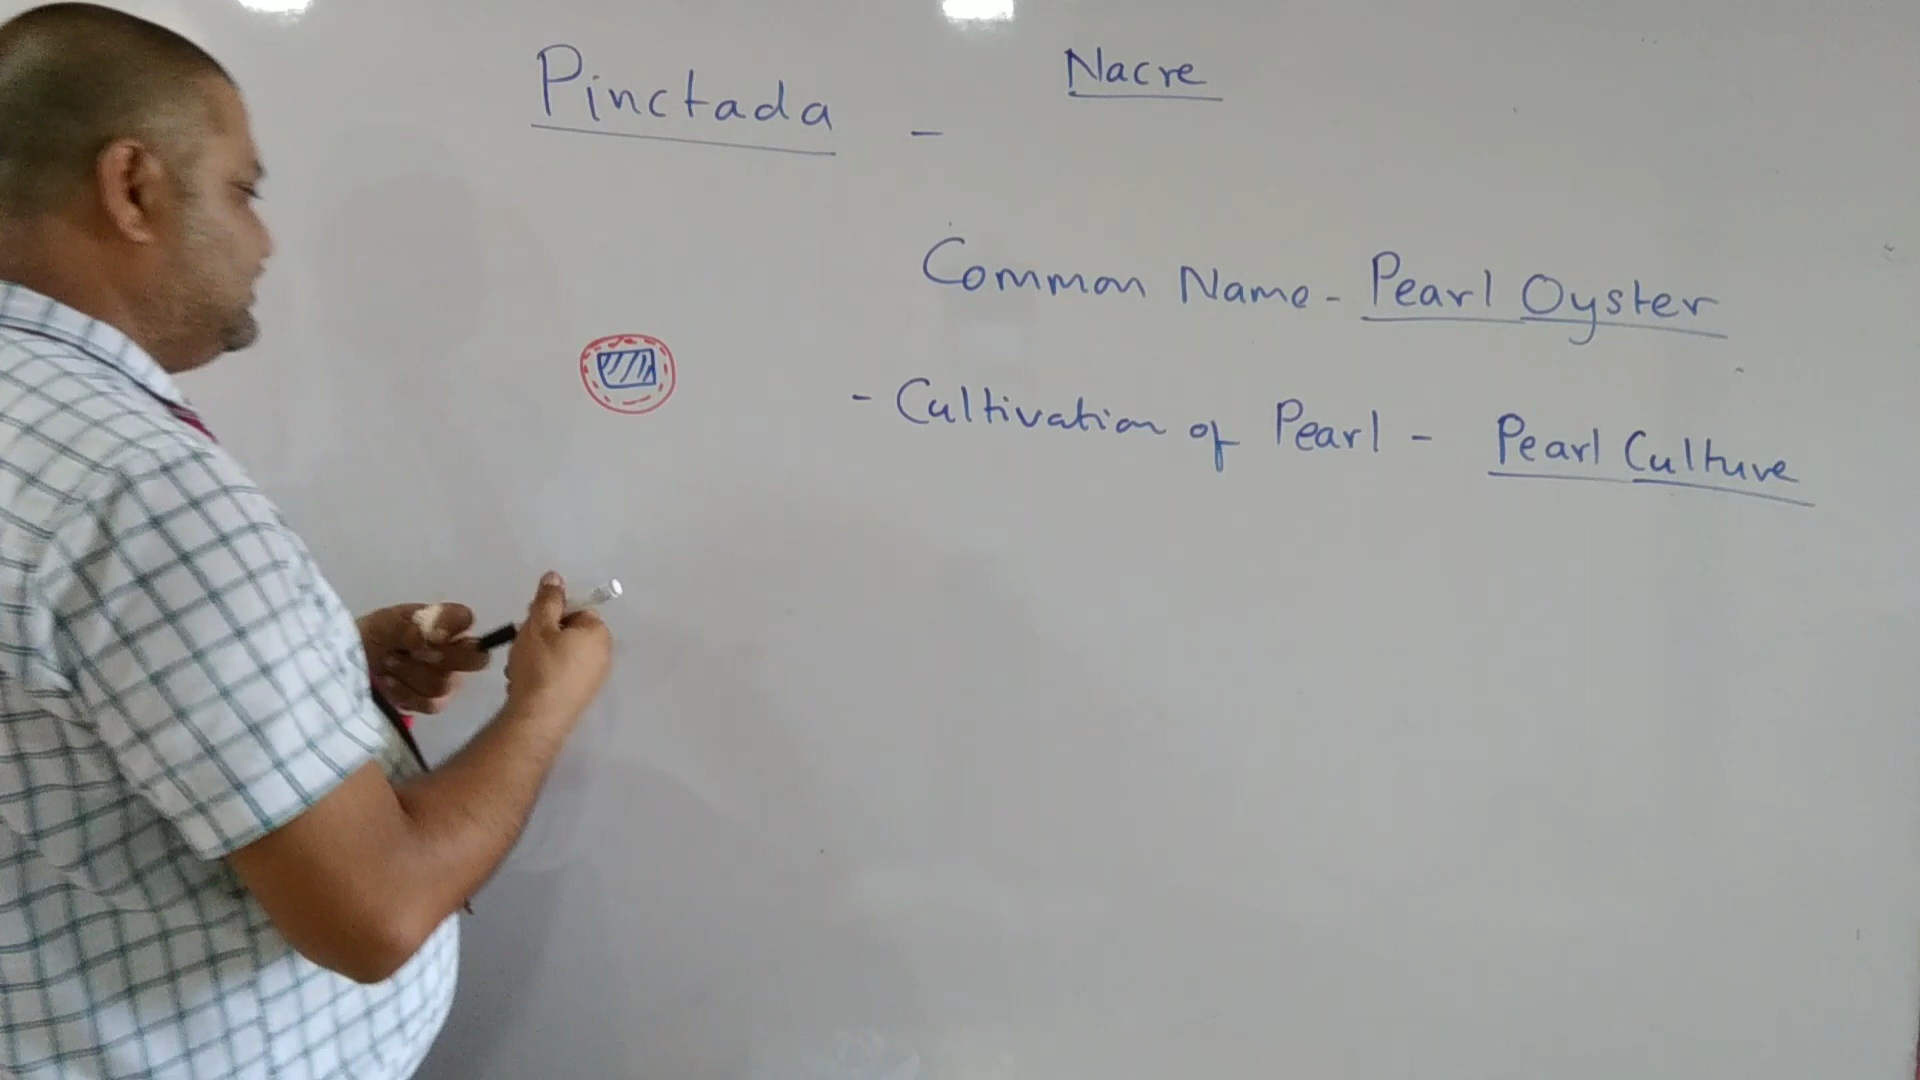 Pinctada - Nacre
Common Name - Pearl Oyster
- Cultivation of Pearl - Pearl Culture